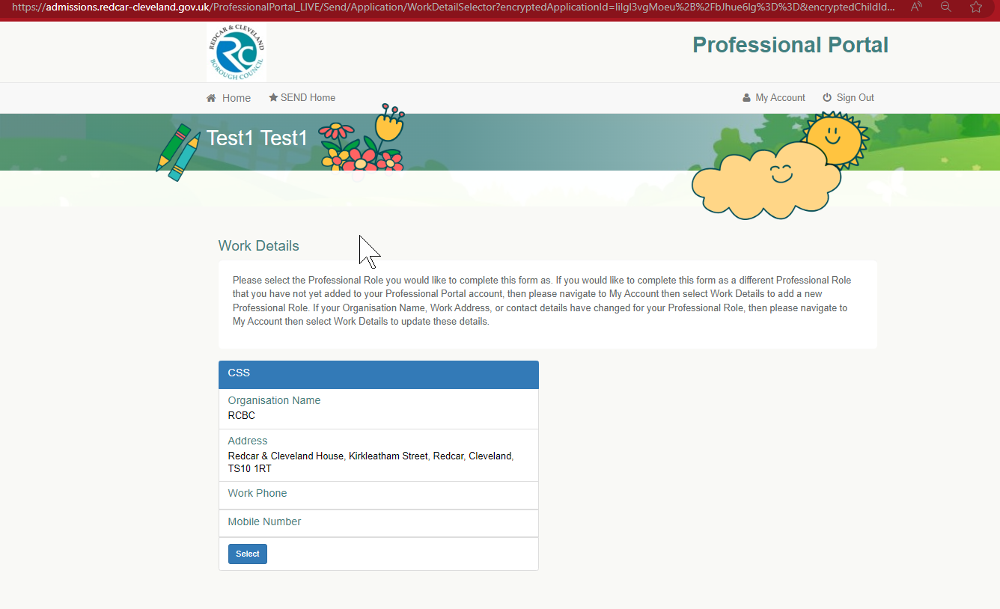 https://admissions.redcar-cleveland.gov.uk/ProfessionalPortal_LIVE/Send/Application/WorkDetailSelector?encryptedApplicationId=Iilgl3vgMoeu%2B%2FbJhue6lg%3D%3D&encryptedChildId...
REDCAR & CLEVELAND
RC
BOROUGH COUNCIL
Professional Portal
Home
SEND Home
My Account
Sign Out
Test1 Test1
Work Details
Please select the Professional Role you would like to complete this form as. If you would like to complete this form as a different Professional Role
that you have not yet added to your Professional Portal account, then please navigate to My Account then select Work Details to add a new
Professional Role. If your Organisation Name, Work Address, or contact details have changed for your Professional Role, then please navigate to
My Account then select Work Details to update these details.
CSS
Organisation Name
RCBC
Address
Redcar & Cleveland House, Kirkleatham Street, Redcar, Cleveland,
TS10 1RT
Work Phone
Mobile Number
Select